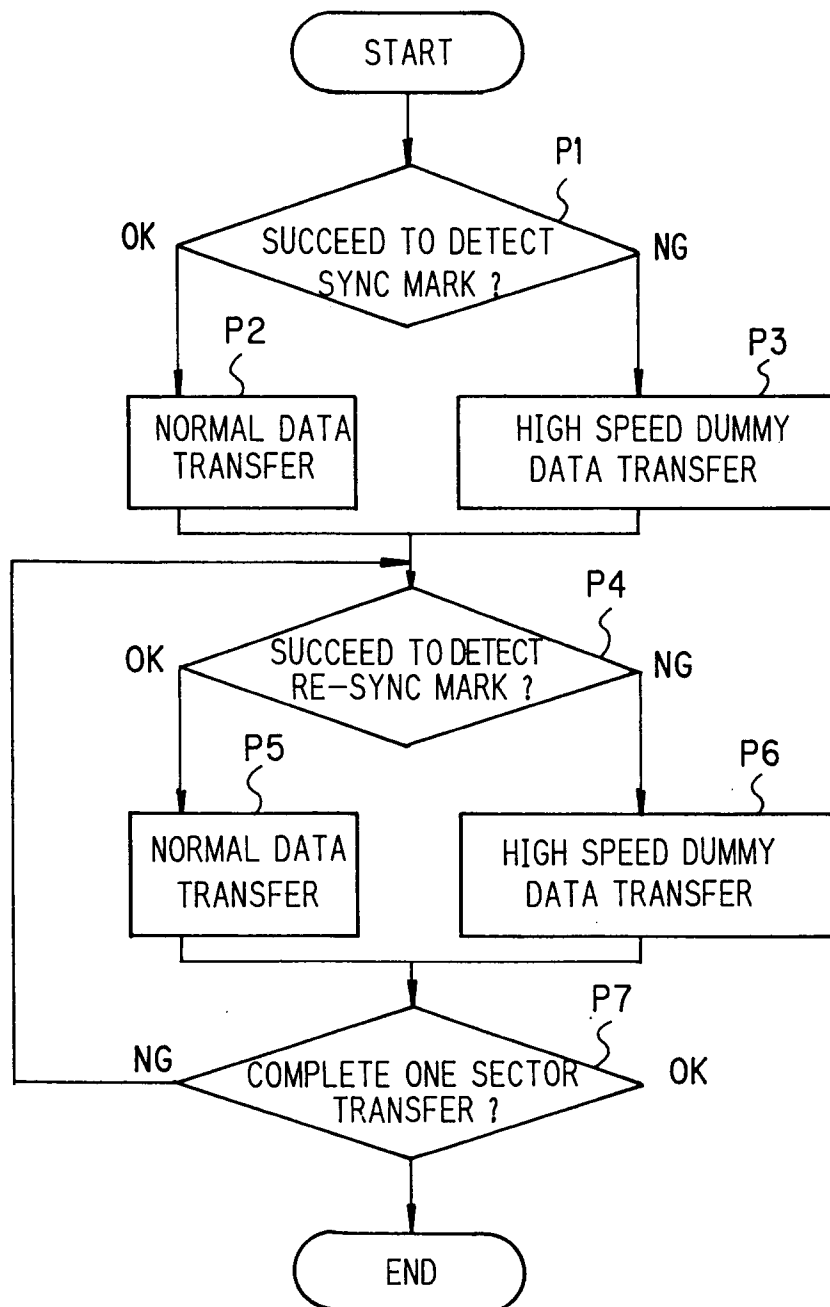 START
P1
OK
NG
SUCCEED TO DETECT
SYNC MARK ?
P2
P3
NORMAL DATA
TRANSFER
HIGH SPEED DUMMY
DATA TRANSFER
P4
OK
NG
SUCCEED TO DETECT
RE-SYNC MARK ?
P5
P6
NORMAL DATA
TRANSFER
HIGH SPEED DUMMY
DATA TRANSFER
P7
NG
OK
COMPLETE ONE SECTOR
TRANSFER ?
END